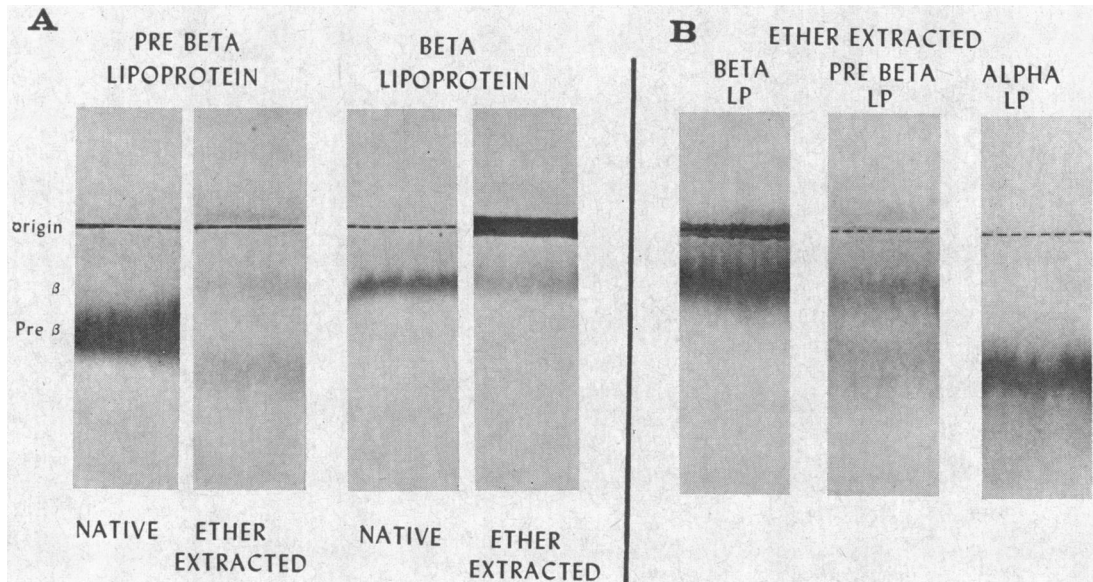 A
PRE BETA
LIPOPROTEIN
BETA
LIPOPROTEIN
origin
β
Pre β
NATIVE
ETHER
EXTRACTED
NATIVE
ETHER
EXTRACTED
B
ETHER EXTRACTED
BETA
LP
PRE BETA
LP
ALPHA
LP